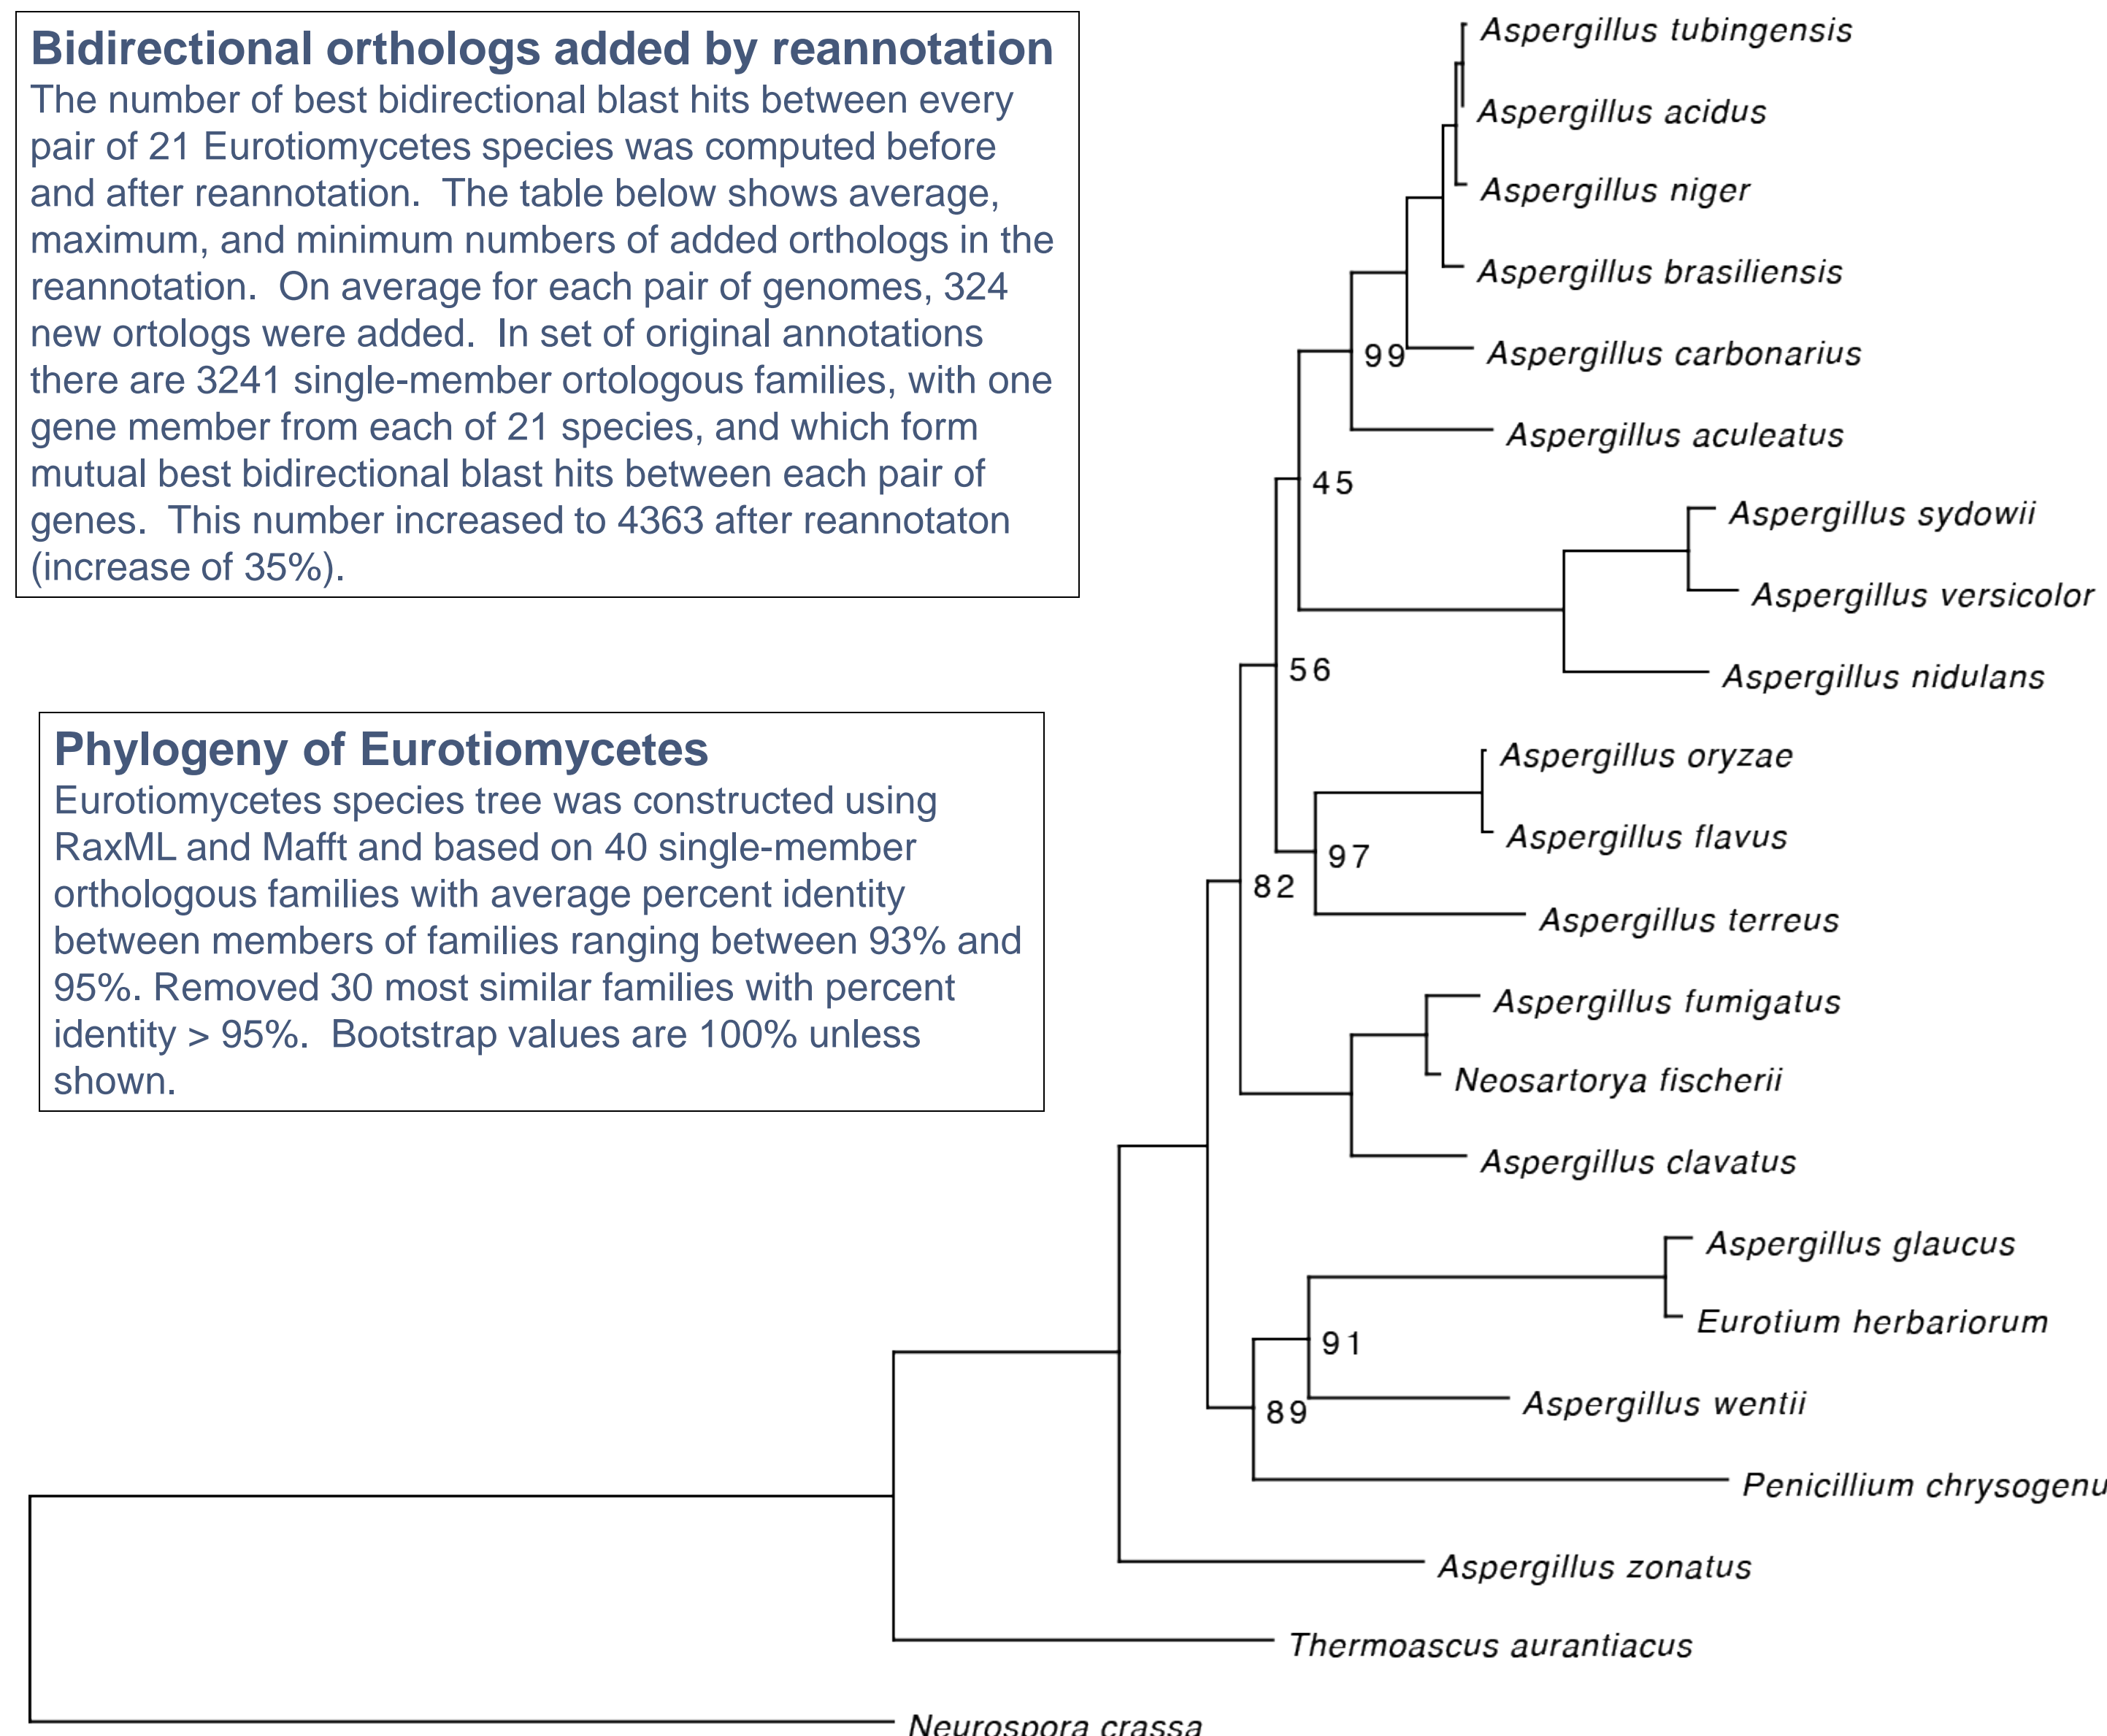 Bidirectional orthologs added by reannotation
The number of best bidirectional blast hits between every
pair of 21 Eurotiomycetes species was computed before
and after reannotation.  The table below shows average,
maximum, and minimum numbers of added orthologs in the
reannotation.  On average for each pair of genomes, 324
new ortologs were added.  In set of original annotations
there are 3241 single-member ortologous families, with one
gene member from each of 21 species, and which form
mutual best bidirectional blast hits between each pair of
genes.  This number increased to 4363 after reannotaton
(increase of 35%).
Phylogeny of Eurotiomycetes
Eurotiomycetes species tree was constructed using
RaxML and Mafft and based on 40 single-member
orthologous families with average percent identity
between members of families ranging between 93% and
95%. Removed 30 most similar families with percent
identity > 95%.  Bootstrap values are 100% unless
shown.
Aspergillus tubingensis
Aspergillus acidus
Aspergillus niger
Aspergillus brasiliensis
99
Aspergillus carbonarius
Aspergillus aculeatus
45
Aspergillus sydowii
Aspergillus versicolor
56
Aspergillus nidulans
Aspergillus oryzae
Aspergillus flavus
97
82
Aspergillus terreus
Aspergillus fumigatus
Neosartorya fischerii
Aspergillus clavatus
Aspergillus glaucus
Eurotium herbariorum
91
Aspergillus wentii
89
Penicillium chrysogenu
Aspergillus zonatus
Thermoascus aurantiacus
Neurospora crassa